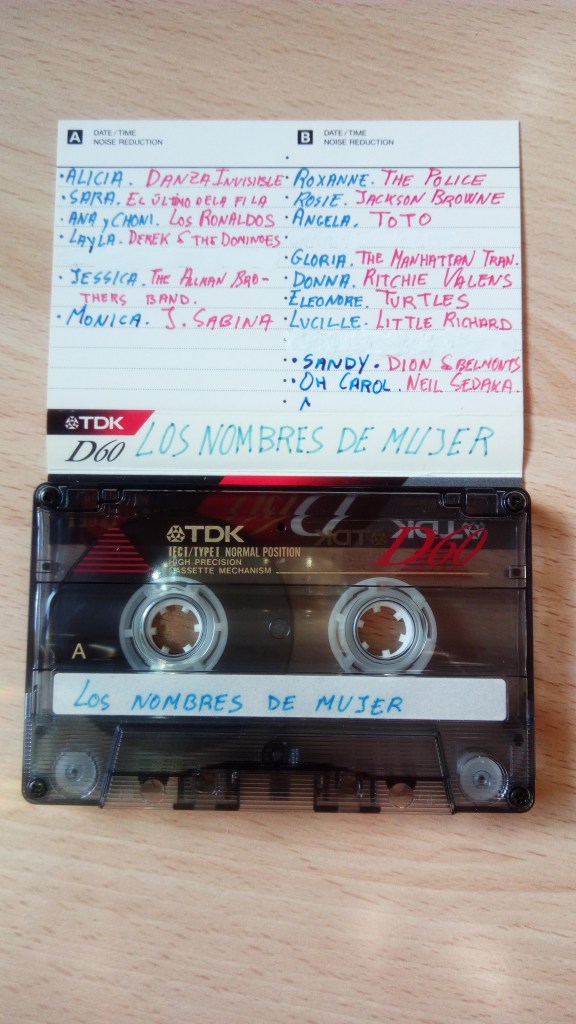 A DATE/TIME
NOISE REDUCTION
·ALICIA. DANZA INVISIBLE
·SARA. EL ÚLTIMO DE LA FILA
·ANA y CHONI. LOS RONALDOS
·LAYLA. DEREK & THE DOMINOES
·JESSICA. THE ALLMAN BRO-
THERS BAND.
·MONICA. J. SABINA
B DATE/TIME
NOISE REDUCTION
·ROXANNE. THE POLICE
·ROSIE. JACKSON BROWNE
·ANGELA. TOTO
·GLORIA. THE MANHATTAN TRAN.
·DONNA. RITCHIE VALENS
·ELEONORE. TURTLES
·LUCILLE. LITTLE RICHARD
·SANDY. DION & BELMONTS
·OH CAROL. NEIL SEDAKA.
TDK
D60 LOS NOMBRES DE MUJER
TDK
IECI/TYPE I NORMAL POSITION
HIGH PRECISION
CASSETTE MECHANISM
D60
A
LOS NOMBRES DE MUJER